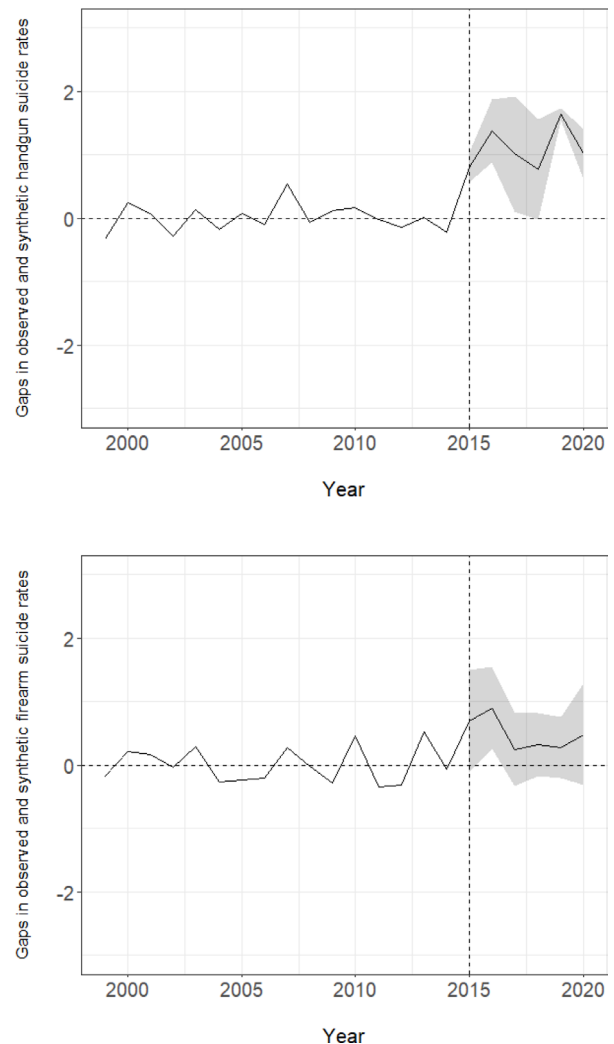 Gaps in observed and synthetic handgun suicide rates
2
0
-2
2000 2005 2010 2015 2020
Year
Gaps in observed and synthetic firearm suicide rates
2
0
-2
2000 2005 2010 2015 2020
Year